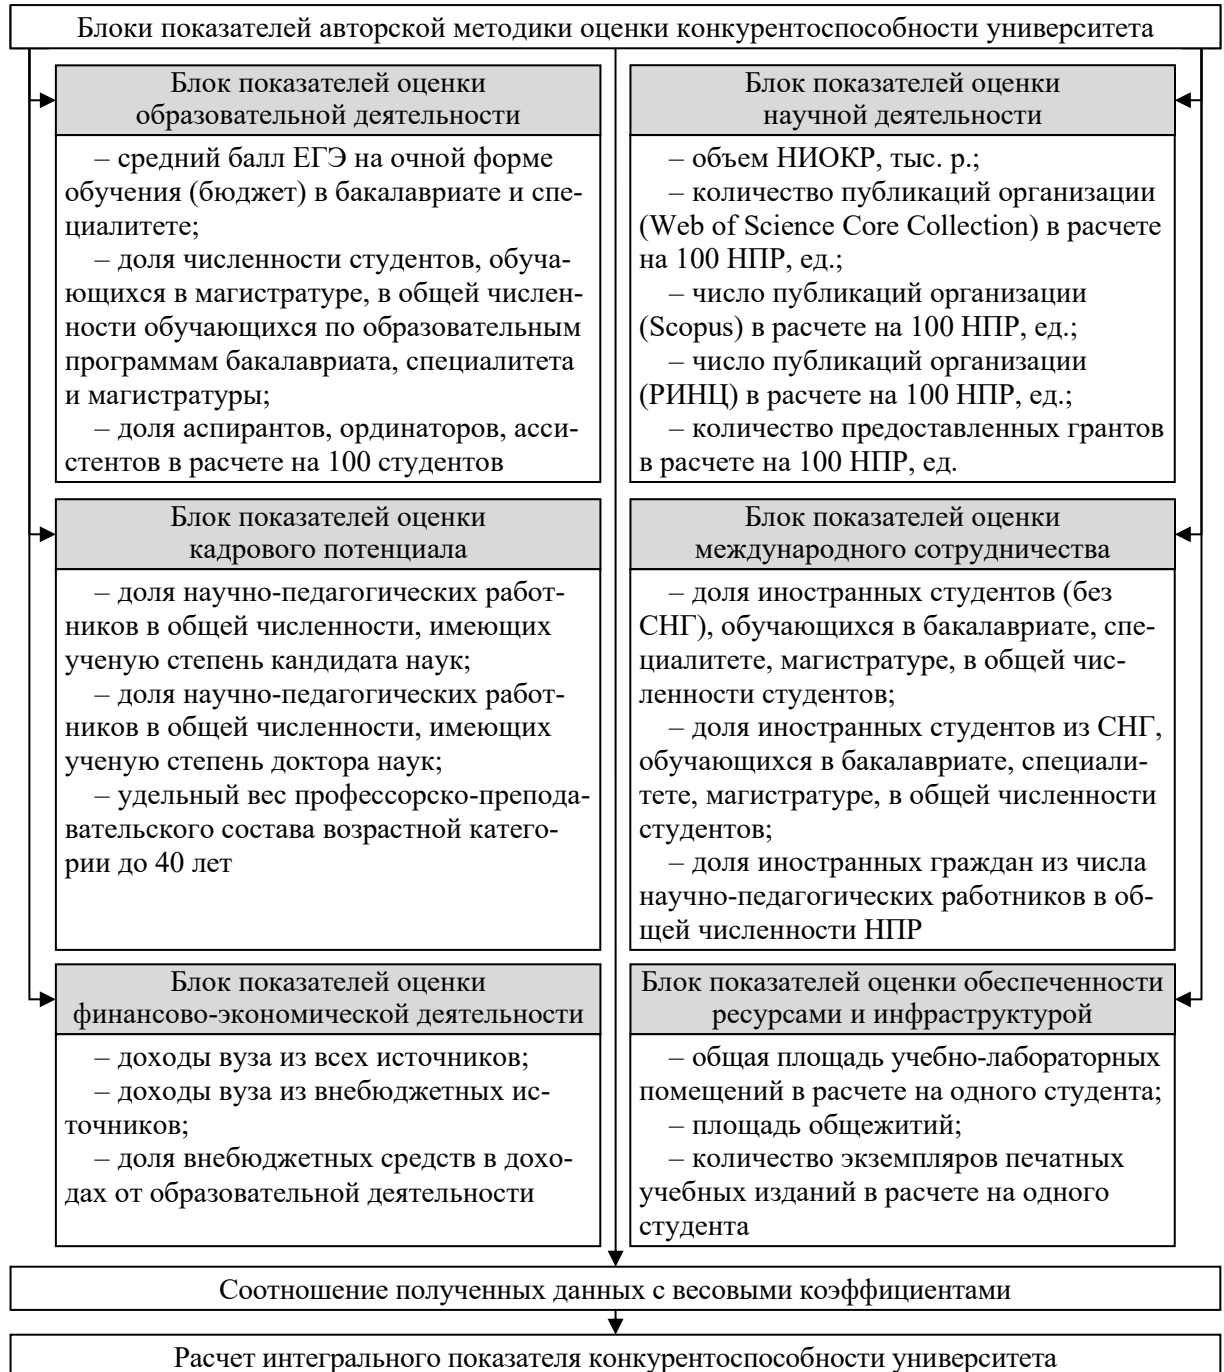 Блоки показателей авторской методики оценки конкурентоспособности университета
Блок показателей оценки
образовательной деятельности
– средний балл ЕГЭ на очной форме
обучения (бюджет) в бакалавриате и спе-
циалитете;
– доля численности студентов, обуча-
ющихся в магистратуре, в общей числен-
ности обучающихся по образовательным
программам бакалавриата, специалитета
и магистратуры;
– доля аспирантов, ординаторов, асси-
стентов в расчете на 100 студентов
Блок показателей оценки
научной деятельности
– объем НИОКР, тыс. р.;
– количество публикаций организации
(Web of Science Core Collection) в расчете
на 100 НПР, ед.;
– число публикаций организации
(Scopus) в расчете на 100 НПР, ед.;
– число публикаций организации
(РИНЦ) в расчете на 100 НПР, ед.;
– количество предоставленных грантов
в расчете на 100 НПР, ед.
Блок показателей оценки
кадрового потенциала
– доля научно-педагогических работ-
ников в общей численности, имеющих
ученую степень кандидата наук;
– доля научно-педагогических работ-
ников в общей численности, имеющих
ученую степень доктора наук;
– удельный вес профессорско-препода-
вательского состава возрастной катего-
рии до 40 лет
Блок показателей оценки
международного сотрудничества
– доля иностранных студентов (без
СНГ), обучающихся в бакалавриате, спе-
циалитете, магистратуре, в общей чис-
ленности студентов;
– доля иностранных студентов из СНГ,
обучающихся в бакалавриате, специали-
тете, магистратуре, в общей численности
студентов;
– доля иностранных граждан из числа
научно-педагогических работников в об-
щей численности НПР
Блок показателей оценки
финансово-экономической деятельности
– доходы вуза из всех источников;
– доходы вуза из внебюджетных ис-
точников;
– доля внебюджетных средств в дохо-
дах от образовательной деятельности
Блок показателей оценки обеспеченности
ресурсами и инфраструктурой
– общая площадь учебно-лабораторных
помещений в расчете на одного студента;
– площадь общежитий;
– количество экземпляров печатных
учебных изданий в расчете на одного
студента
Соотношение полученных данных с весовыми коэффициентами
Расчет интегрального показателя конкурентоспособности университета